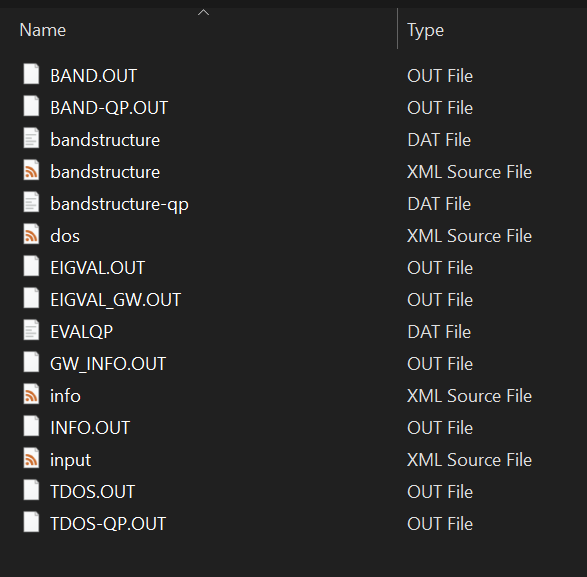 Name Type
BAND.OUT OUT File
BAND-QP.OUT OUT File
bandstructure DAT File
bandstructure XML Source File
bandstructure-qp DAT File
dos XML Source File
EIGVAL.OUT OUT File
EIGVAL_GW.OUT OUT File
EVALQP DAT File
GW_INFO.OUT OUT File
info XML Source File
INFO.OUT OUT File
input XML Source File
TDOS.OUT OUT File
TDOS-QP.OUT OUT File